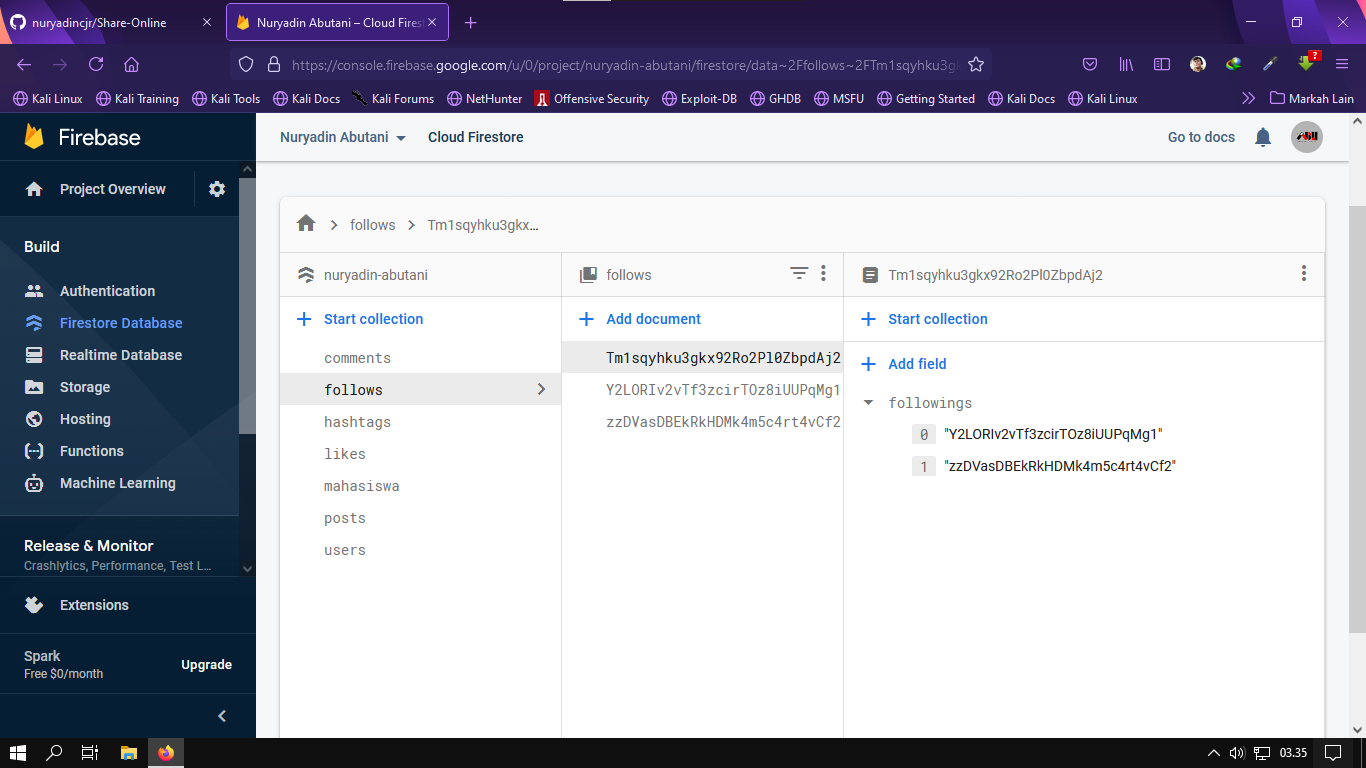 nuryadincjr/Share-Online
Nuryadin Abutani – Cloud Firest
https://console.firebase.google.com/u/0/project/nuryadin-abutani/firestore/data~2Ffollows~2FTm1sqyhku3gk
?
Kali Linux Kali Training Kali Tools Kali Docs Kali Forums NetHunter Offensive Security Exploit-DB GHDB MSFU Getting Started Kali Docs Kali Linux Markah Lain
Firebase
Nuryadin Abutani Cloud Firestore Go to docs
Project Overview
Build
Authentication
Firestore Database
Realtime Database
Storage
Hosting
Functions
Machine Learning
Release & Monitor
Crashlytics, Performance, Test L...
Extensions
Spark
Free $0/month
Upgrade
follows Tm1sqyhku3gkx...
nuryadin-abutani
Start collection
comments
follows
hashtags
likes
mahasiswa
posts
users
follows
Add document
Tm1sqyhku3gkx92Ro2Pl0ZbpdAj2
Y2LORIv2vTf3zcirTOz8iUUPqMg1
zzDVasDBEkRkHDMk4m5c4rt4vCf2
Tm1sqyhku3gkx92Ro2Pl0ZbpdAj2
Start collection
Add field
followings
0 "Y2LORIv2vTf3zcirTOz8iUUPqMg1"
1 "zzDVasDBEkRkHDMk4m5c4rt4vCf2"
03.35